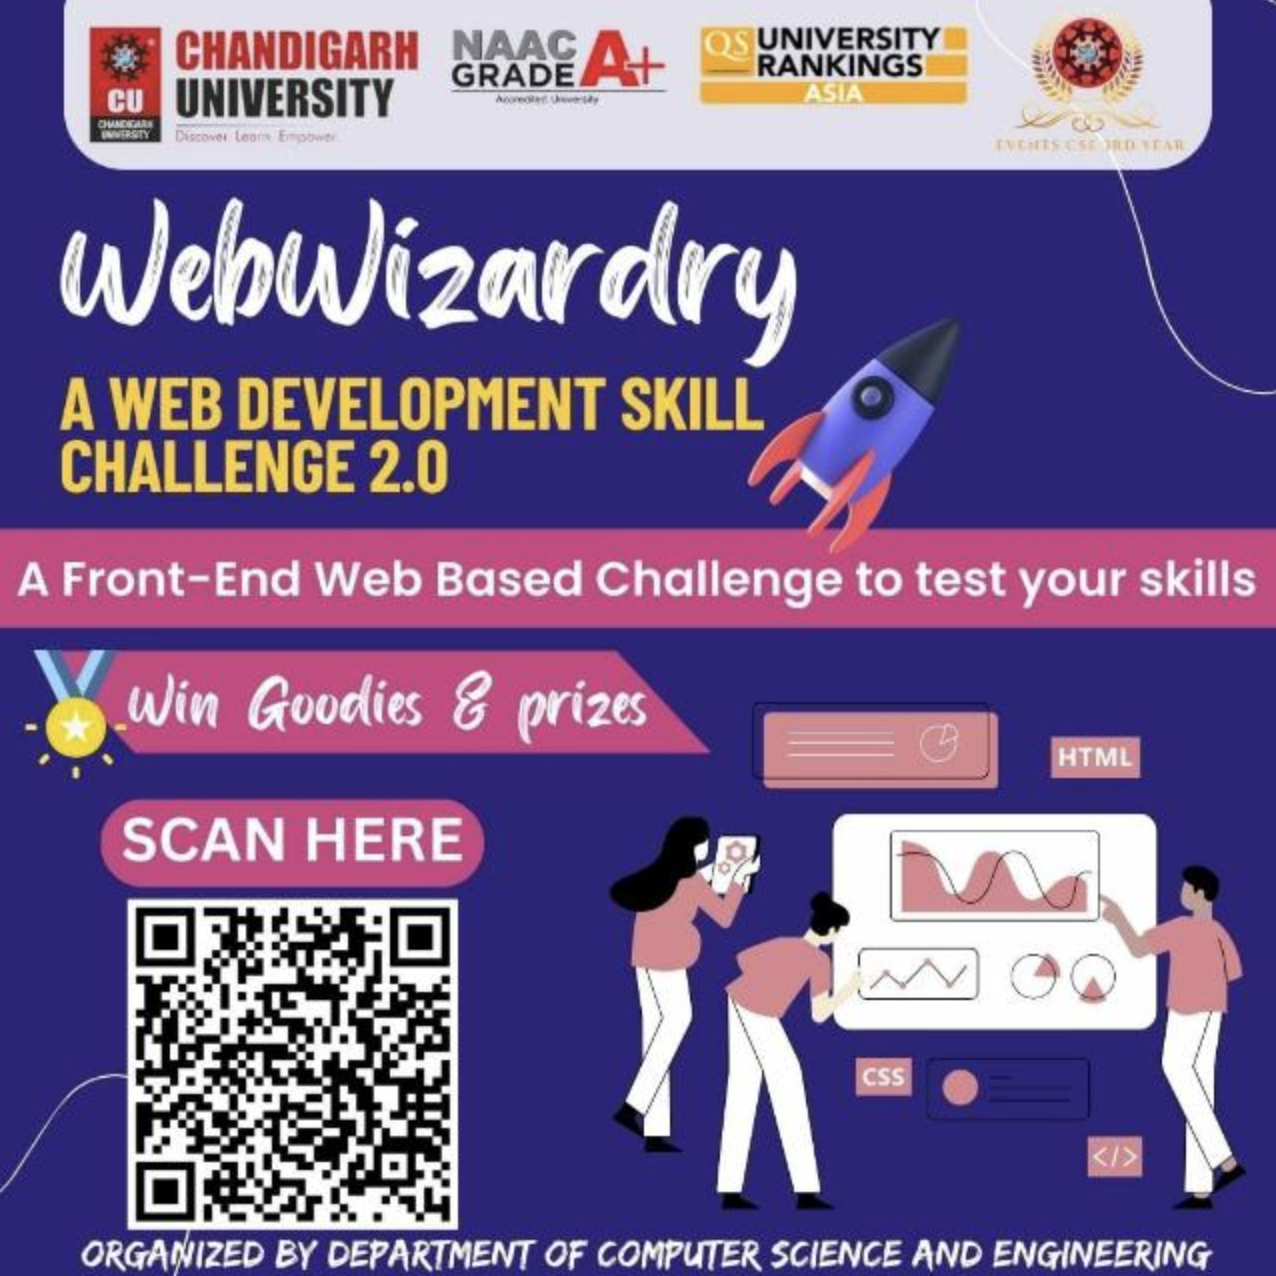 CU
CHANDIGARH
UNIVERSITY
CHANDIGARH
UNIVERSITY
Discover. Learn. Empower.
NAAC
GRADE A+
Accredited University
QS UNIVERSITY
RANKINGS
ASIA
EVENTS CSE 3RD YEAR
WebWizardry
A WEB DEVELOPMENT SKILL
CHALLENGE 2.0
A Front-End Web Based Challenge to test your skills
Win Goodies & prizes
HTML
SCAN HERE
CSS
</>
ORGANIZED BY DEPARTMENT OF COMPUTER SCIENCE AND ENGINEERING